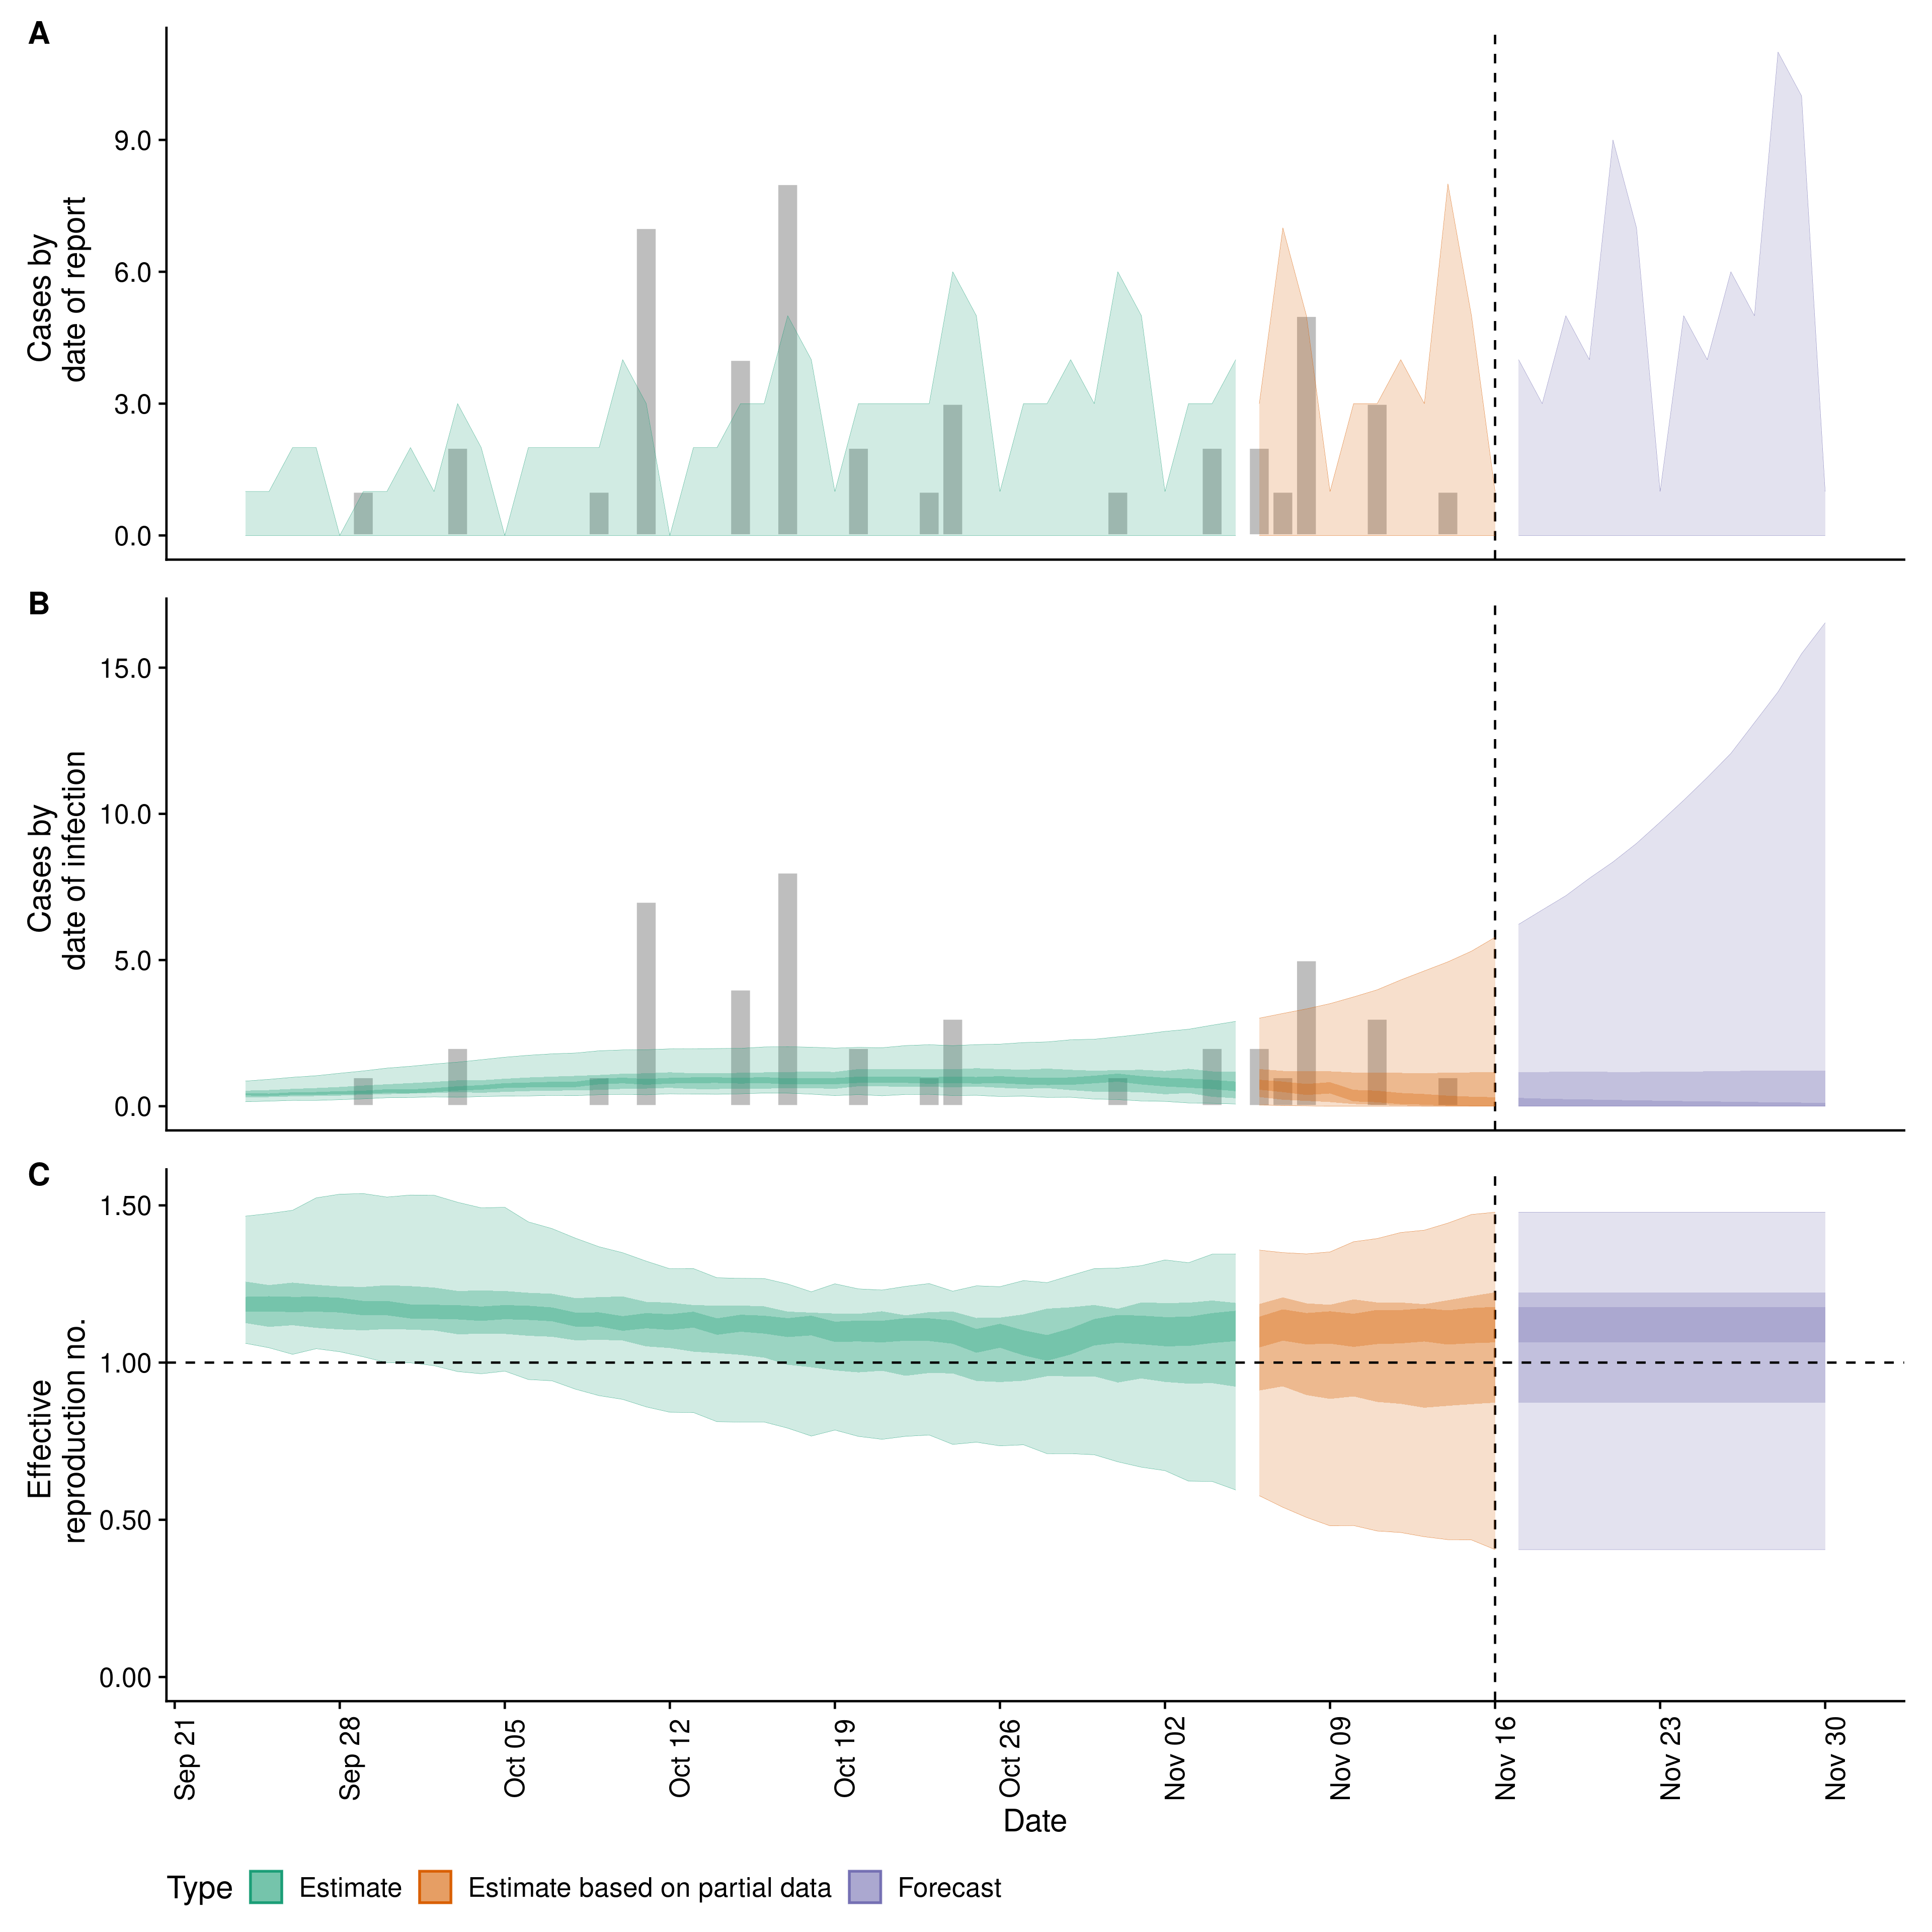 A
Cases by
date of report
9.0
6.0
3.0
0.0
B
Cases by
date of infection
15.0
10.0
5.0
0.0
C
Effective
reproduction no.
1.50
1.00
0.50
0.00
Sep 21
Sep 28
Oct 05
Oct 12
Oct 19
Oct 26
Nov 02
Nov 09
Nov 16
Nov 23
Nov 30
Date
Type Estimate Estimate based on partial data Forecast